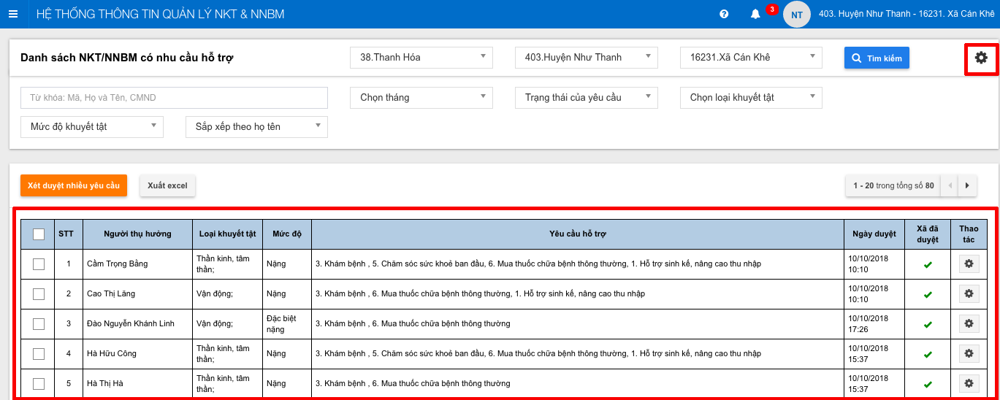 HỆ THỐNG THÔNG TIN QUẢN LÝ NKT & NNBM
3
NT
403. Huyện Như Thanh - 16231. Xã Cán Khê
Danh sách NKT/NNBM có nhu cầu hỗ trợ
38.Thanh Hóa
403.Huyện Như Thanh
16231.Xã Cán Khê
Tìm kiếm
Từ khóa: Mã, Họ và Tên, CMND
Chọn tháng
Trạng thái của yêu cầu
Chọn loại khuyết tật
Mức độ khuyết tật
Sắp xếp theo họ tên
Xét duyệt nhiều yêu cầu
Xuất excel
1 - 20 trong tổng số 80
STT
Người thụ hưởng
Loại khuyết tật
Mức độ
Yêu cầu hỗ trợ
Ngày duyệt
Xã đã
duyệt
Thao
tác
1
Cầm Trọng Bằng
Thần kinh, tâm
thần;
Nặng
3. Khám bệnh , 5. Chăm sóc sức khoẻ ban đầu, 6. Mua thuốc chữa bệnh thông thường, 1. Hỗ trợ sinh kế, nâng cao thu nhập
10/10/2018
10:10
2
Cao Thị Lãng
Vận động;
Nặng
3. Khám bệnh , 6. Mua thuốc chữa bệnh thông thường, 1. Hỗ trợ sinh kế, nâng cao thu nhập
10/10/2018
10:10
3
Đào Nguyễn Khánh Linh
Vận động;
Đặc biệt
nặng
3. Khám bệnh , 6. Mua thuốc chữa bệnh thông thường
10/10/2018
17:26
4
Hà Hữu Công
Thần kinh, tâm
thần;
Nặng
3. Khám bệnh , 5. Chăm sóc sức khoẻ ban đầu, 6. Mua thuốc chữa bệnh thông thường, 1. Hỗ trợ sinh kế, nâng cao thu nhập
10/10/2018
15:37
5
Hà Thị Hà
Thần kinh, tâm
thần;
Nặng
3. Khám bệnh , 6. Mua thuốc chữa bệnh thông thường
10/10/2018
15:37